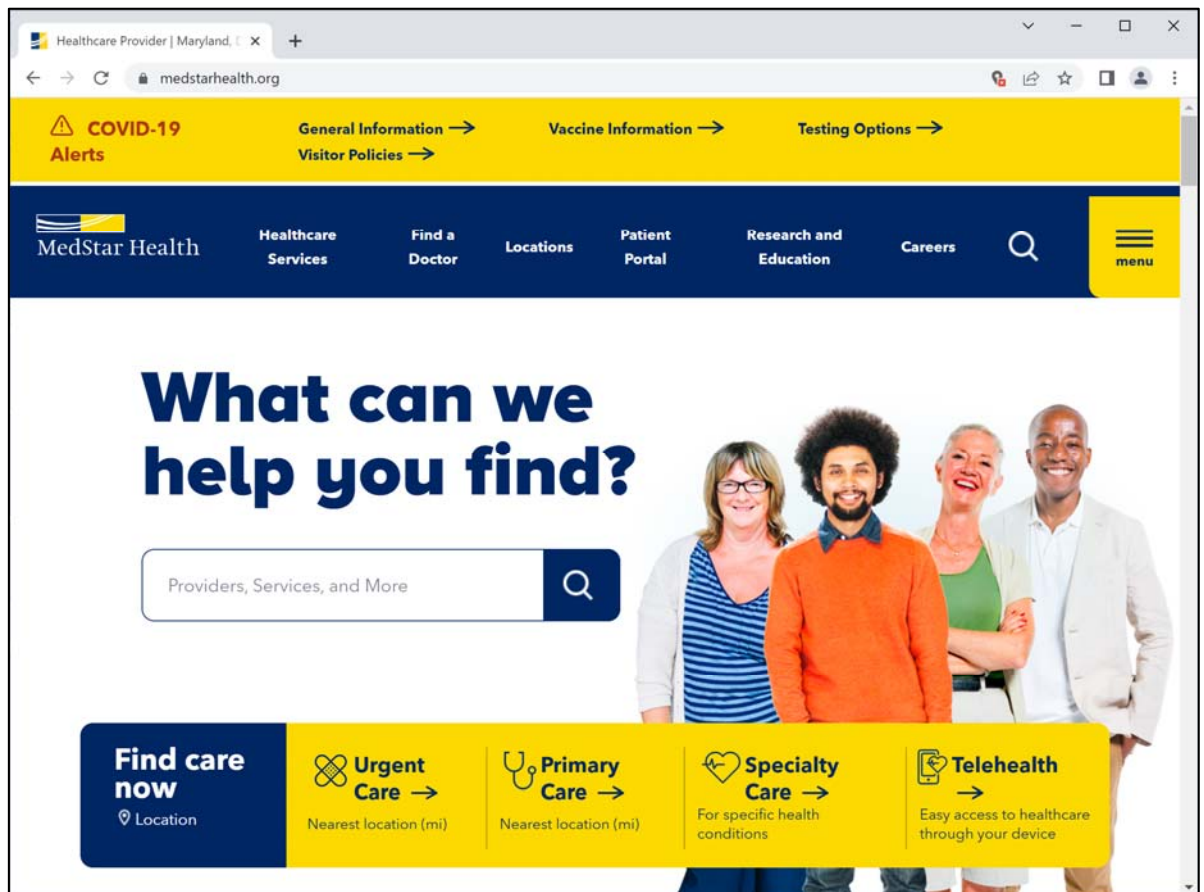 Healthcare Provider | Maryland,
medstarhealth.org
COVID-19
Alerts
General Information →
Vaccine Information →
Testing Options →
Visitor Policies →
MedStar Health
Healthcare
Services
Find a
Doctor
Locations
Patient
Portal
Research and
Education
Careers
menu
What can we
help you find?
Providers, Services, and More
Find care
now
Location
Urgent
Care →
Nearest location (mi)
Primary
Care →
Nearest location (mi)
Specialty
Care →
For specific health
conditions
Telehealth
→
Easy access to healthcare
through your device